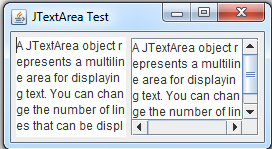 JTextArea Test
A JTextArea object r
epresents a multilin
e area for displayin
g text. You can chan
ge the number of lin
es that can be displ
A JTextArea object r
epresents a multilin
e area for displayin
g text. You can chan
ge the number of lin